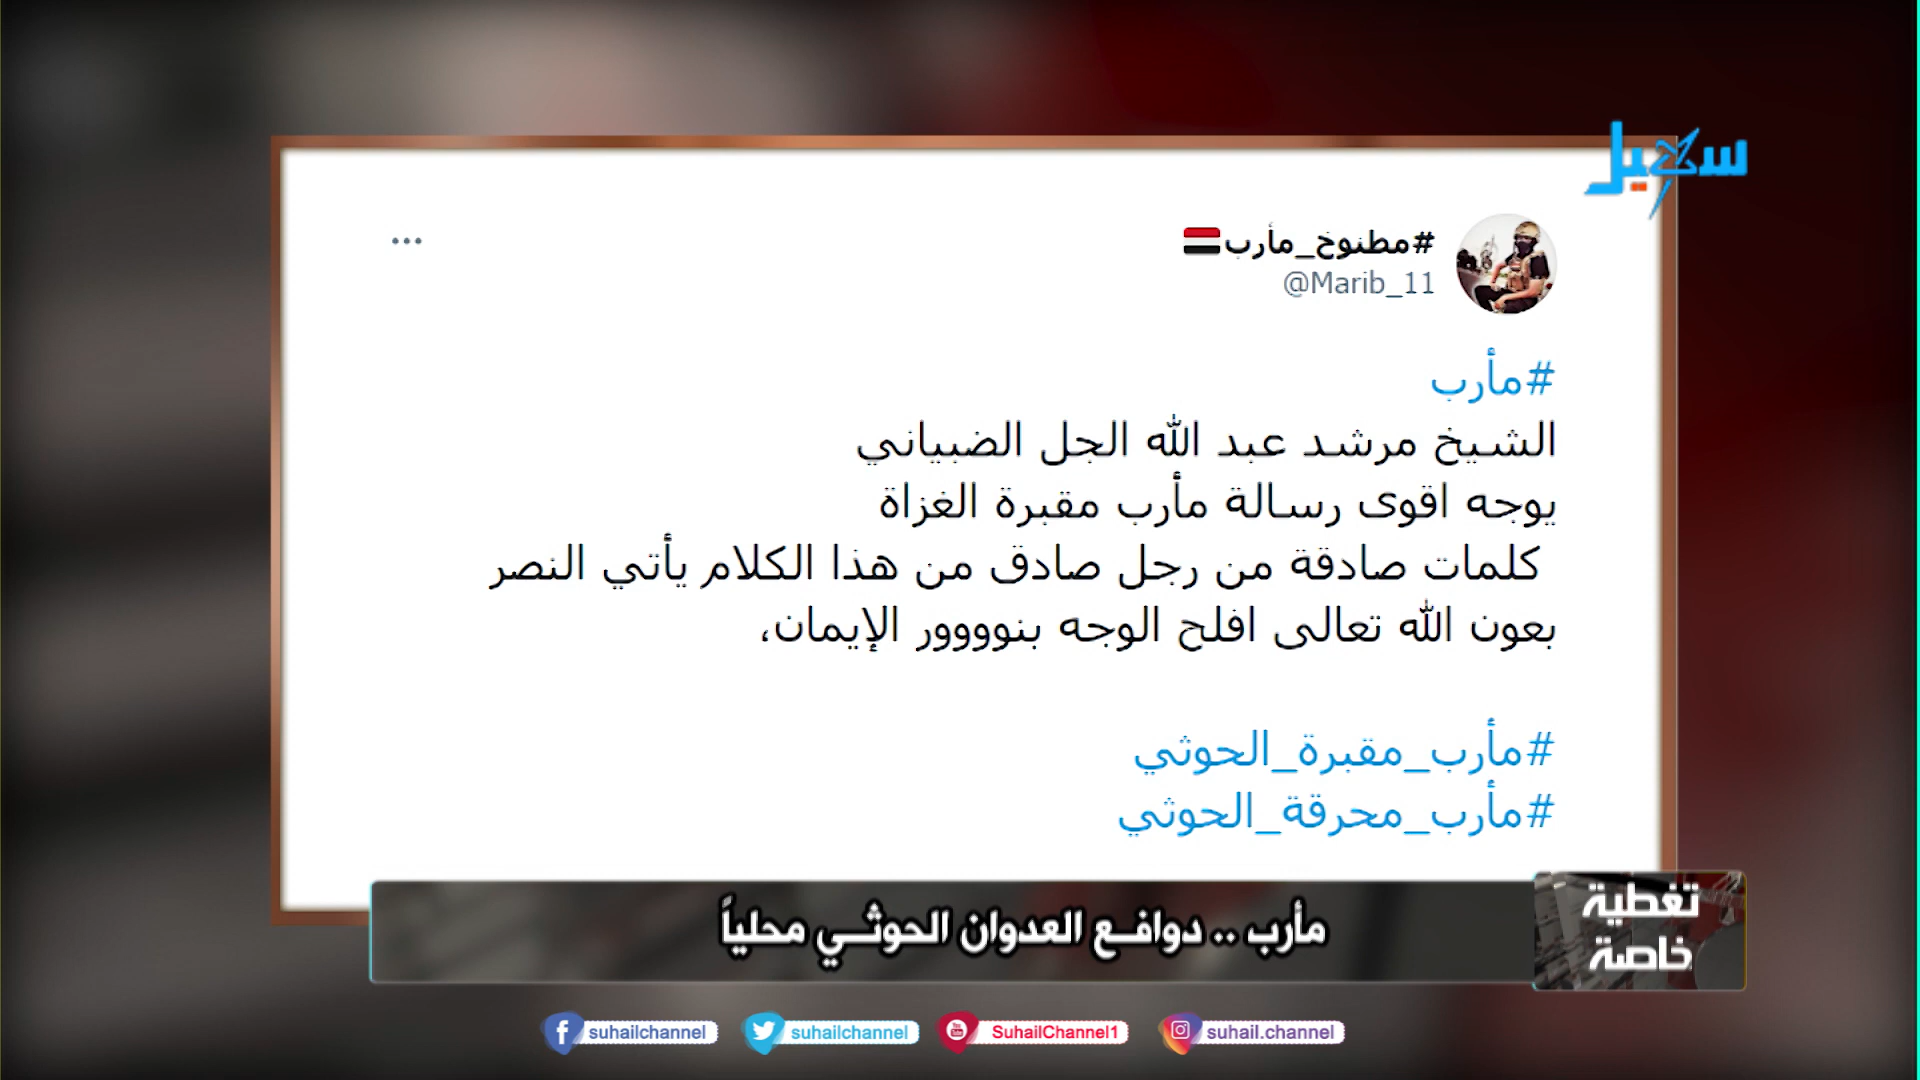 سهيل
#مطنوخ_مأرب
@Marib_11
#مأرب
الشيخ مرشد عبد الله الجل الضبياني
يوجه اقوى رسالة مأرب مقبرة الغزاة
كلمات صادقة من رجل صادق من هذا الكلام يأتي النصر
بعون الله تعالى افلح الوجه بنوووور الإيمان،
#مأرب_مقبرة_الحوثي
#مأرب_محرقة_الحوثي
تغطية
خاصة
مأرب .. دوافع العدوان الحوثي محلياً
suhailchannel
suhailchannel
SuhailChannel1
suhail.channel